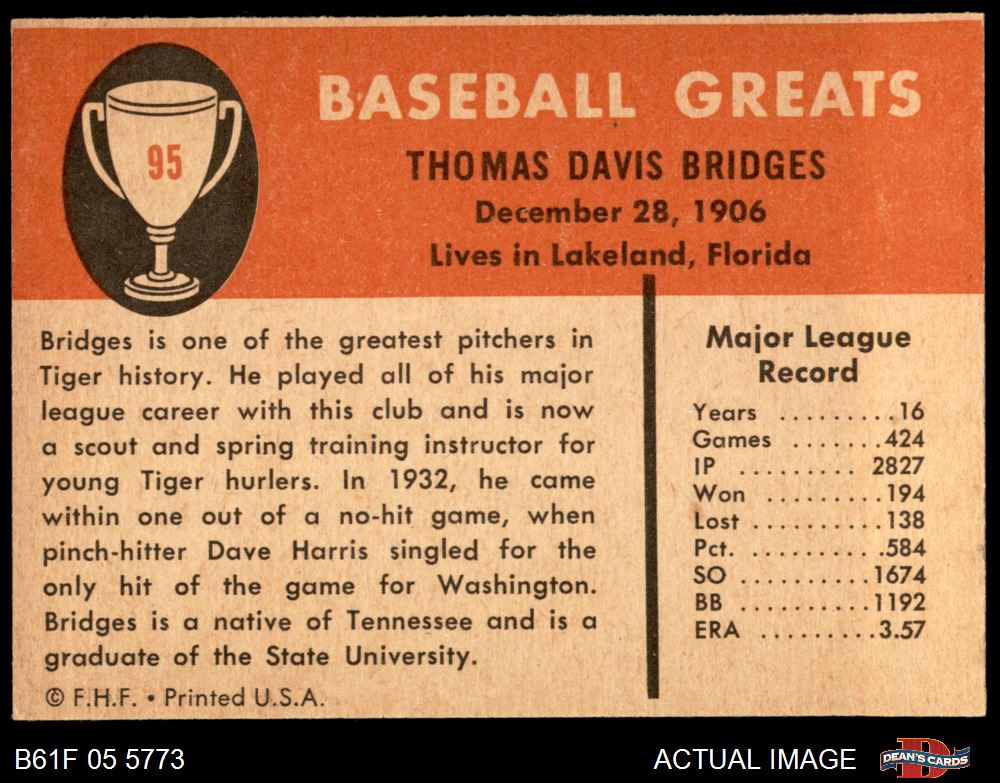 95
BASEBALL GREATS
THOMAS DAVIS BRIDGES
December 28, 1906
Lives in Lakeland, Florida
Bridges is one of the greatest pitchers in
Tiger history. He played all of his major
league career with this club and is now
a scout and spring training instructor for
young Tiger hurlers. In 1932, he came
within one out of a no-hit game, when
pinch-hitter Dave Harris singled for the
only hit of the game for Washington.
Bridges is a native of Tennessee and is a
graduate of the State University.
© F.H.F. • Printed U.S.A.
Major League
Record
Years .........16
Games .......424
IP ......... 2827
Won .........194
Lost ..........138
Pct. ..........584
SO ..........1674
BB ..........1192
ERA .........3.57
B61F 05 5773
ACTUAL IMAGE
DEAN'S CARDS